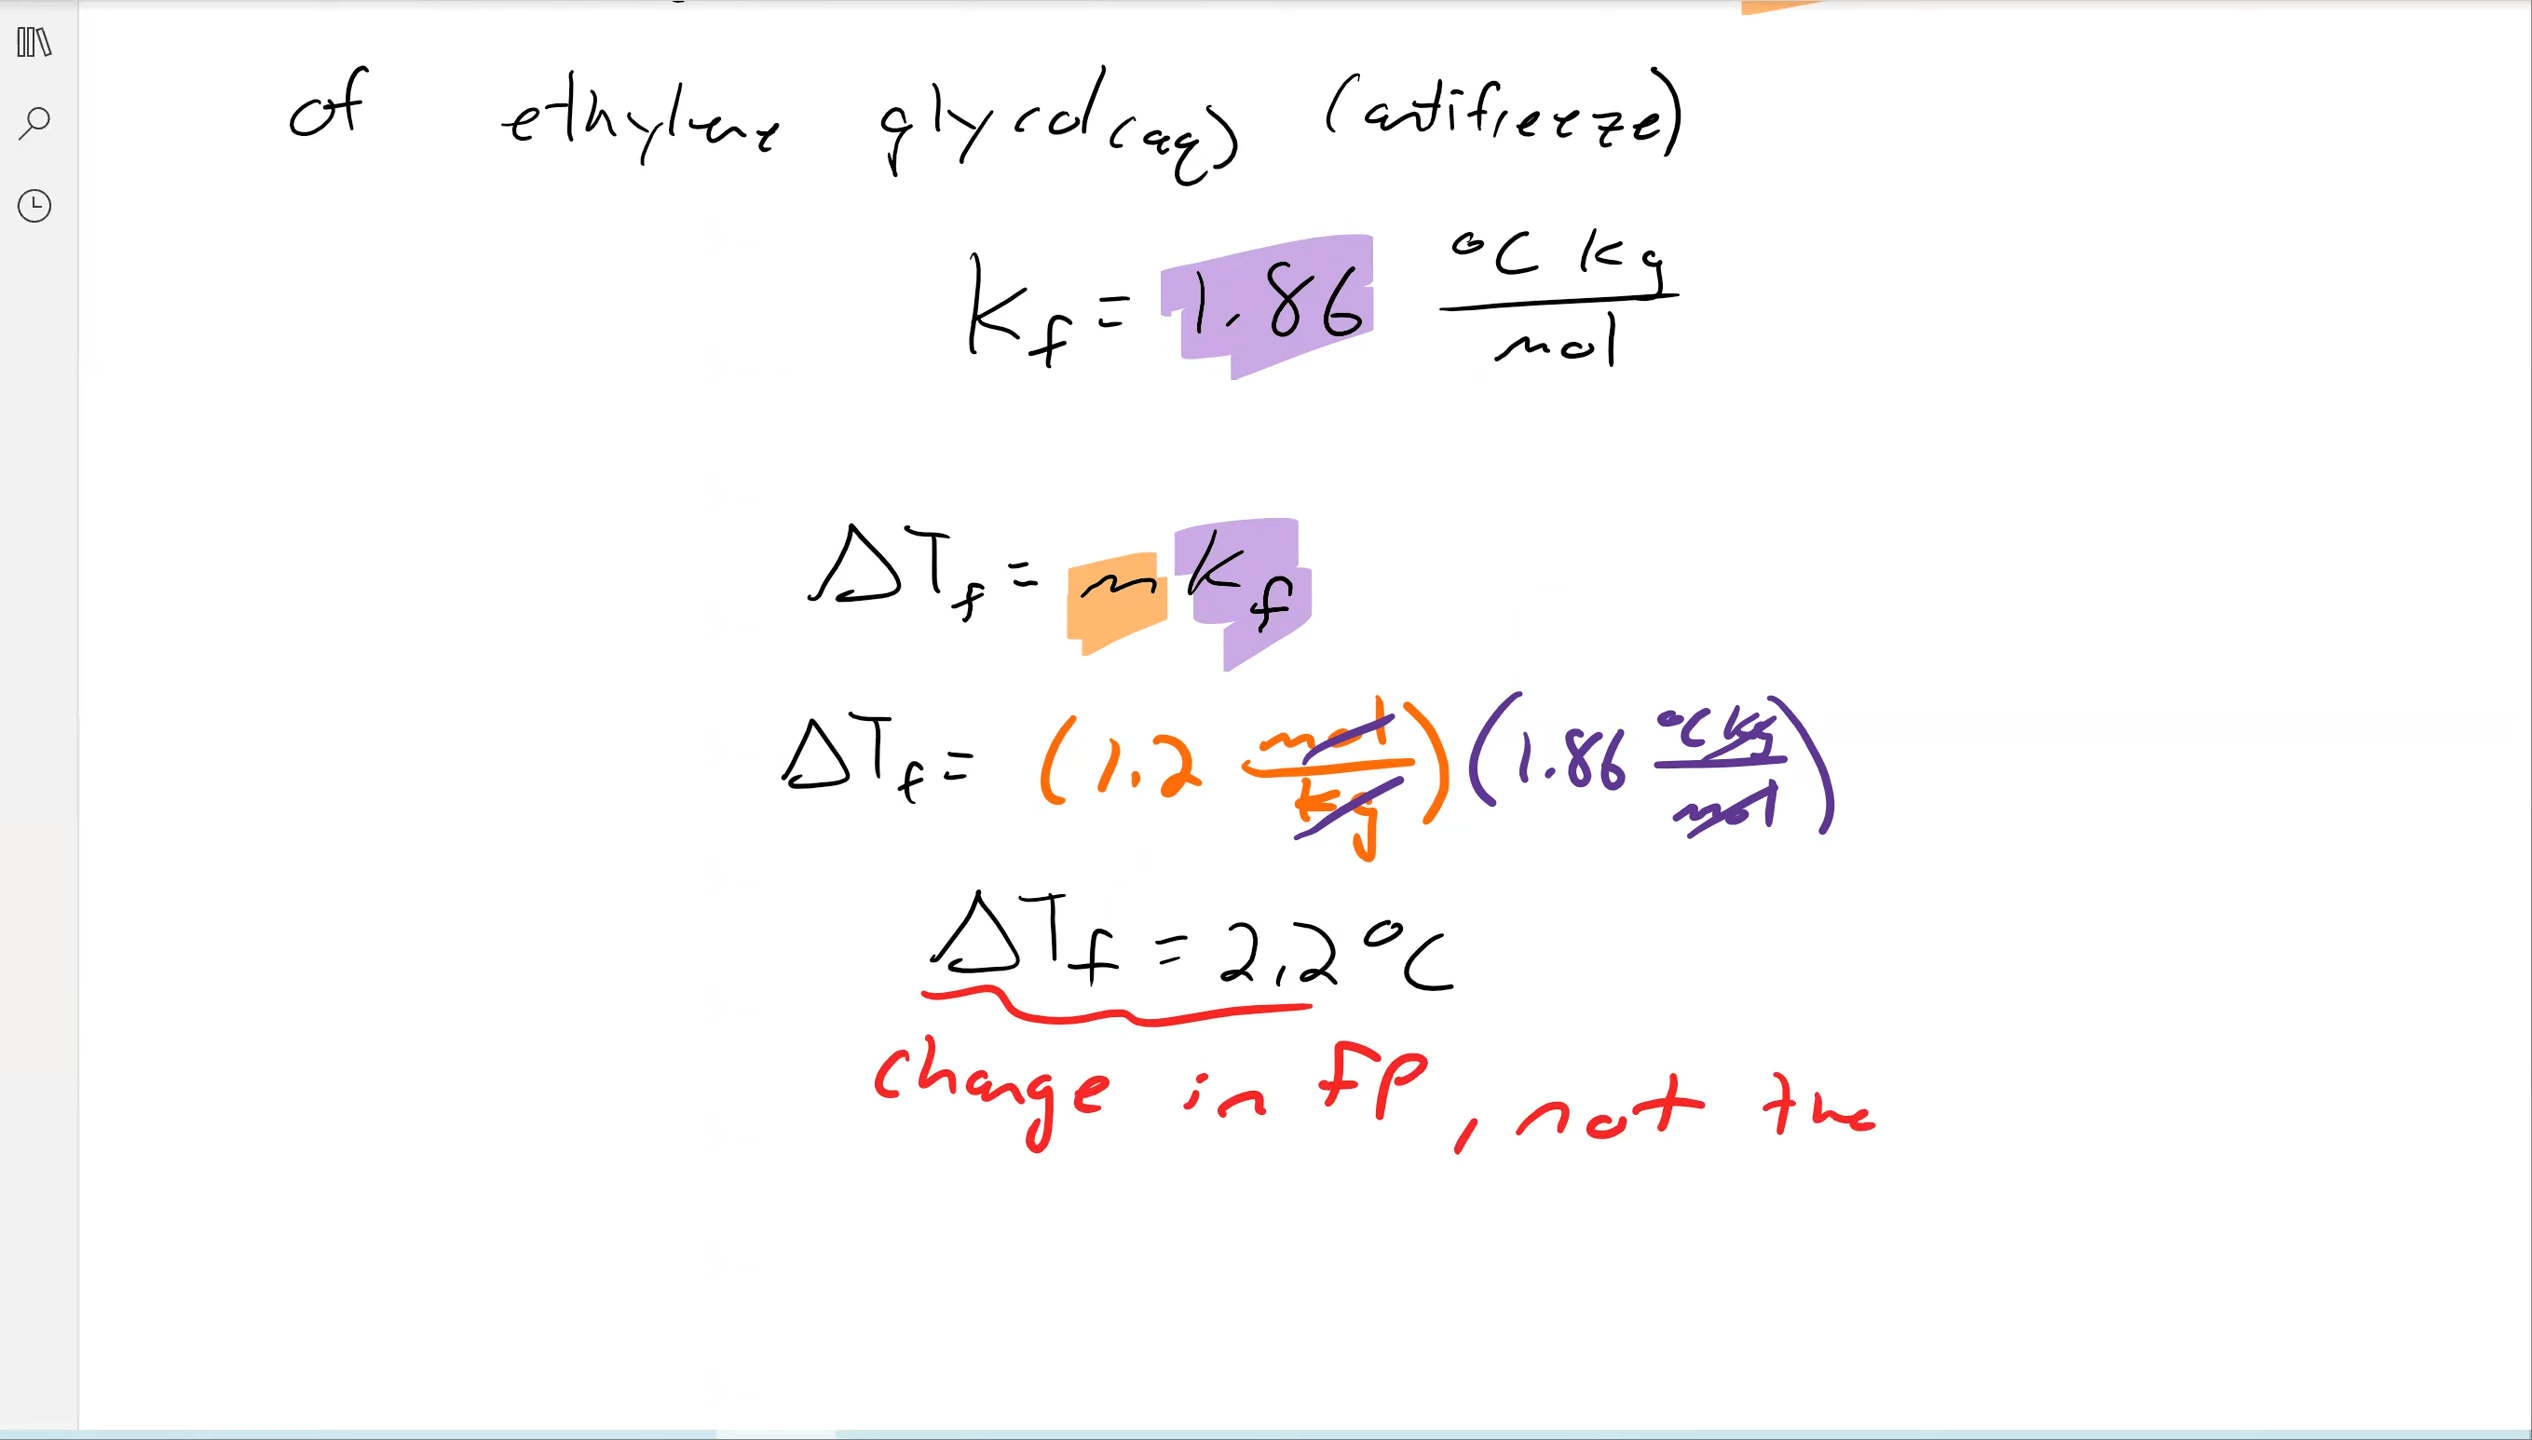 of ethylene glycol(aq) (antifreeze)
Kf = 1.86 °C kg / mol
ΔTf = m Kf
ΔTf = (1.2 mol / kg) (1.86 °C kg / mol)
ΔTf = 2.2 °C
change in FP, not the